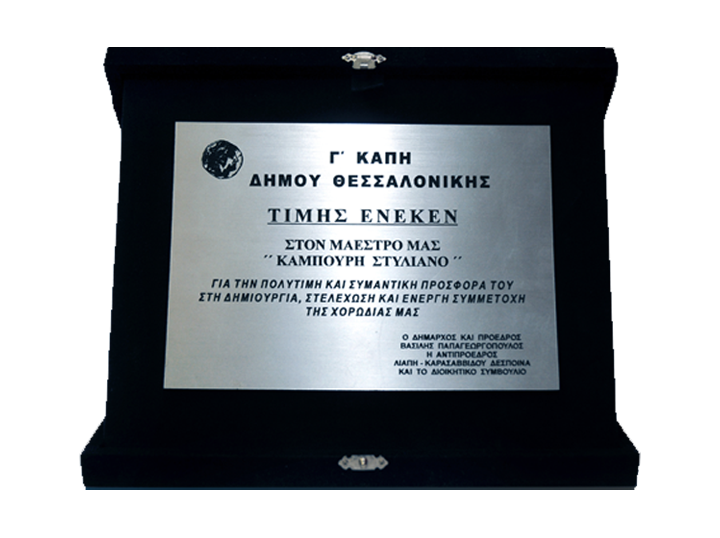 Γ΄ ΚΑΠΗ
ΔΗΜΟΥ ΘΕΣΣΑΛΟΝΙΚΗΣ
ΤΙΜΗΣ ΕΝΕΚΕΝ
ΣΤΟΝ ΜΑΕΣΤΡΟ ΜΑΣ
΄΄ ΚΑΜΠΟΥΡΗ ΣΤΥΛΙΑΝΟ ΄΄
ΓΙΑ ΤΗΝ ΠΟΛΥΤΙΜΗ ΚΑΙ ΣΥΜΑΝΤΙΚΗ ΠΡΟΣΦΟΡΑ ΤΟΥ
ΣΤΗ ΔΗΜΙΟΥΡΓΙΑ, ΣΤΕΛΕΧΩΣΗ ΚΑΙ ΕΝΕΡΓΗ ΣΥΜΜΕΤΟΧΗ
ΤΗΣ ΧΟΡΩΔΙΑΣ ΜΑΣ
Ο ΔΗΜΑΡΧΟΣ ΚΑΙ ΠΡΟΕΔΡΟΣ
ΒΑΣΙΛΗΣ ΠΑΠΑΓΕΩΡΓΟΠΟΥΛΟΣ
Η ΑΝΤΙΠΡΟΕΔΡΟΣ
ΛΙΑΠΗ - ΚΑΡΑΣΑΒΒΙΔΟΥ ΔΕΣΠΟΙΝΑ
ΚΑΙ ΤΟ ΔΙΟΙΚΗΤΙΚΟ ΣΥΜΒΟΥΛΙΟ